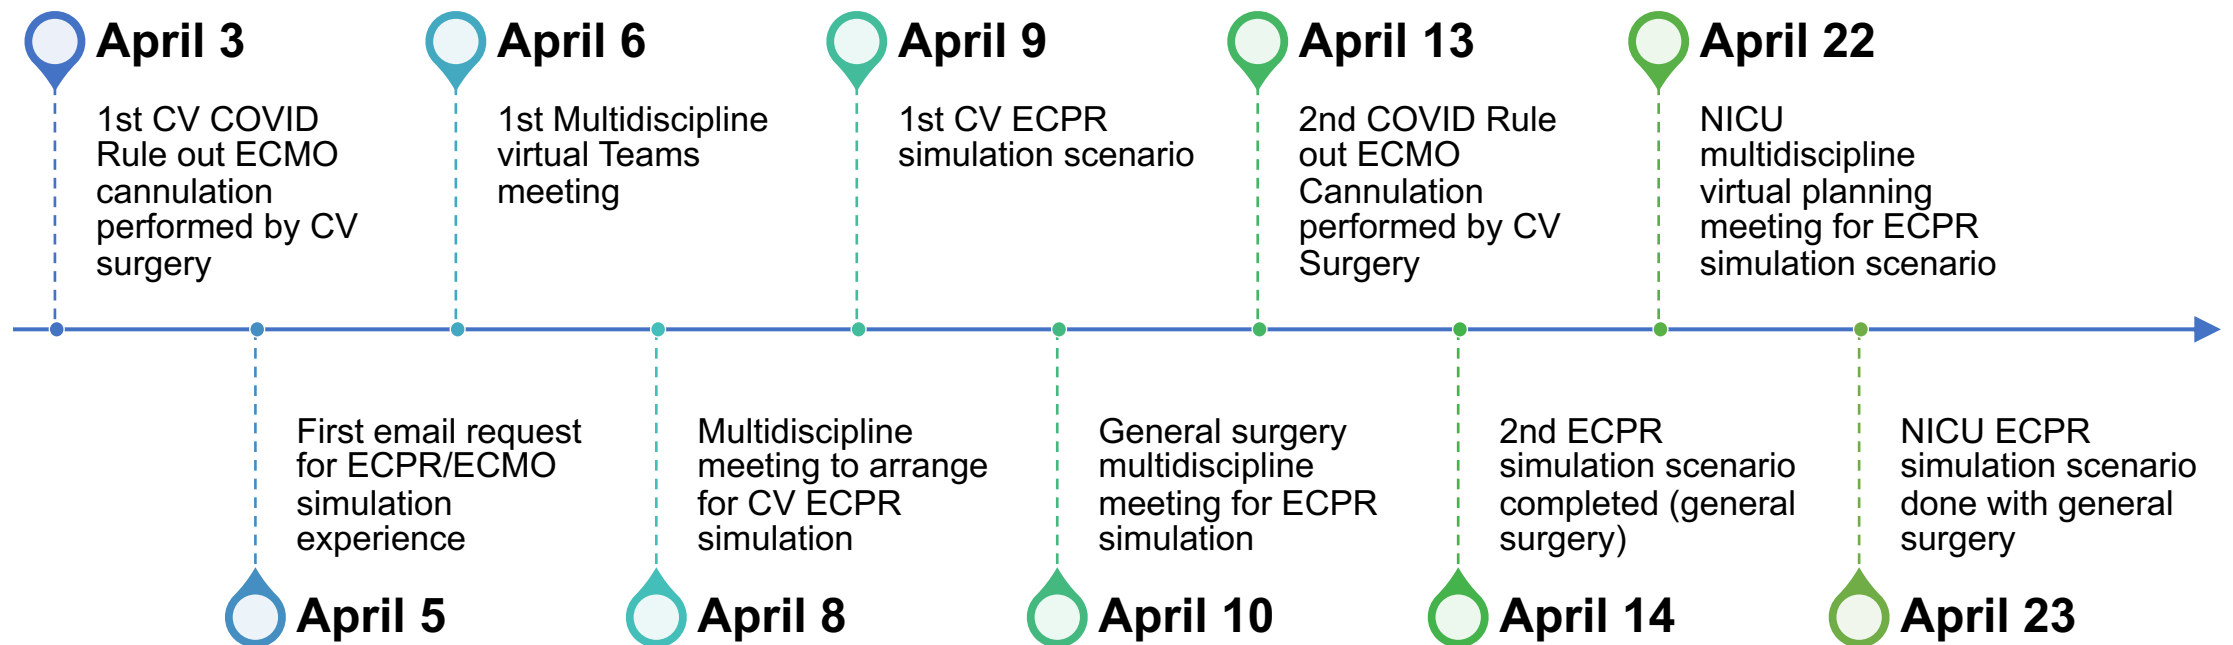 April 3
1st CV COVID
Rule out ECMO
cannulation
performed by CV
surgery
April 5
First email request
for ECPR/ECMO
simulation
experience
April 6
1st Multidiscipline
virtual Teams
meeting
April 8
Multidiscipline
meeting to arrange
for CV ECPR
simulation
April 9
1st CV ECPR
simulation scenario
April 10
General surgery
multidiscipline
meeting for ECPR
simulation
April 13
2nd COVID Rule
out ECMO
Cannulation
performed by CV
Surgery
April 14
2nd ECPR
simulation scenario
completed (general
surgery)
April 22
NICU
multidiscipline
virtual planning
meeting for ECPR
simulation scenario
April 23
NICU ECPR
simulation scenario
done with general
surgery